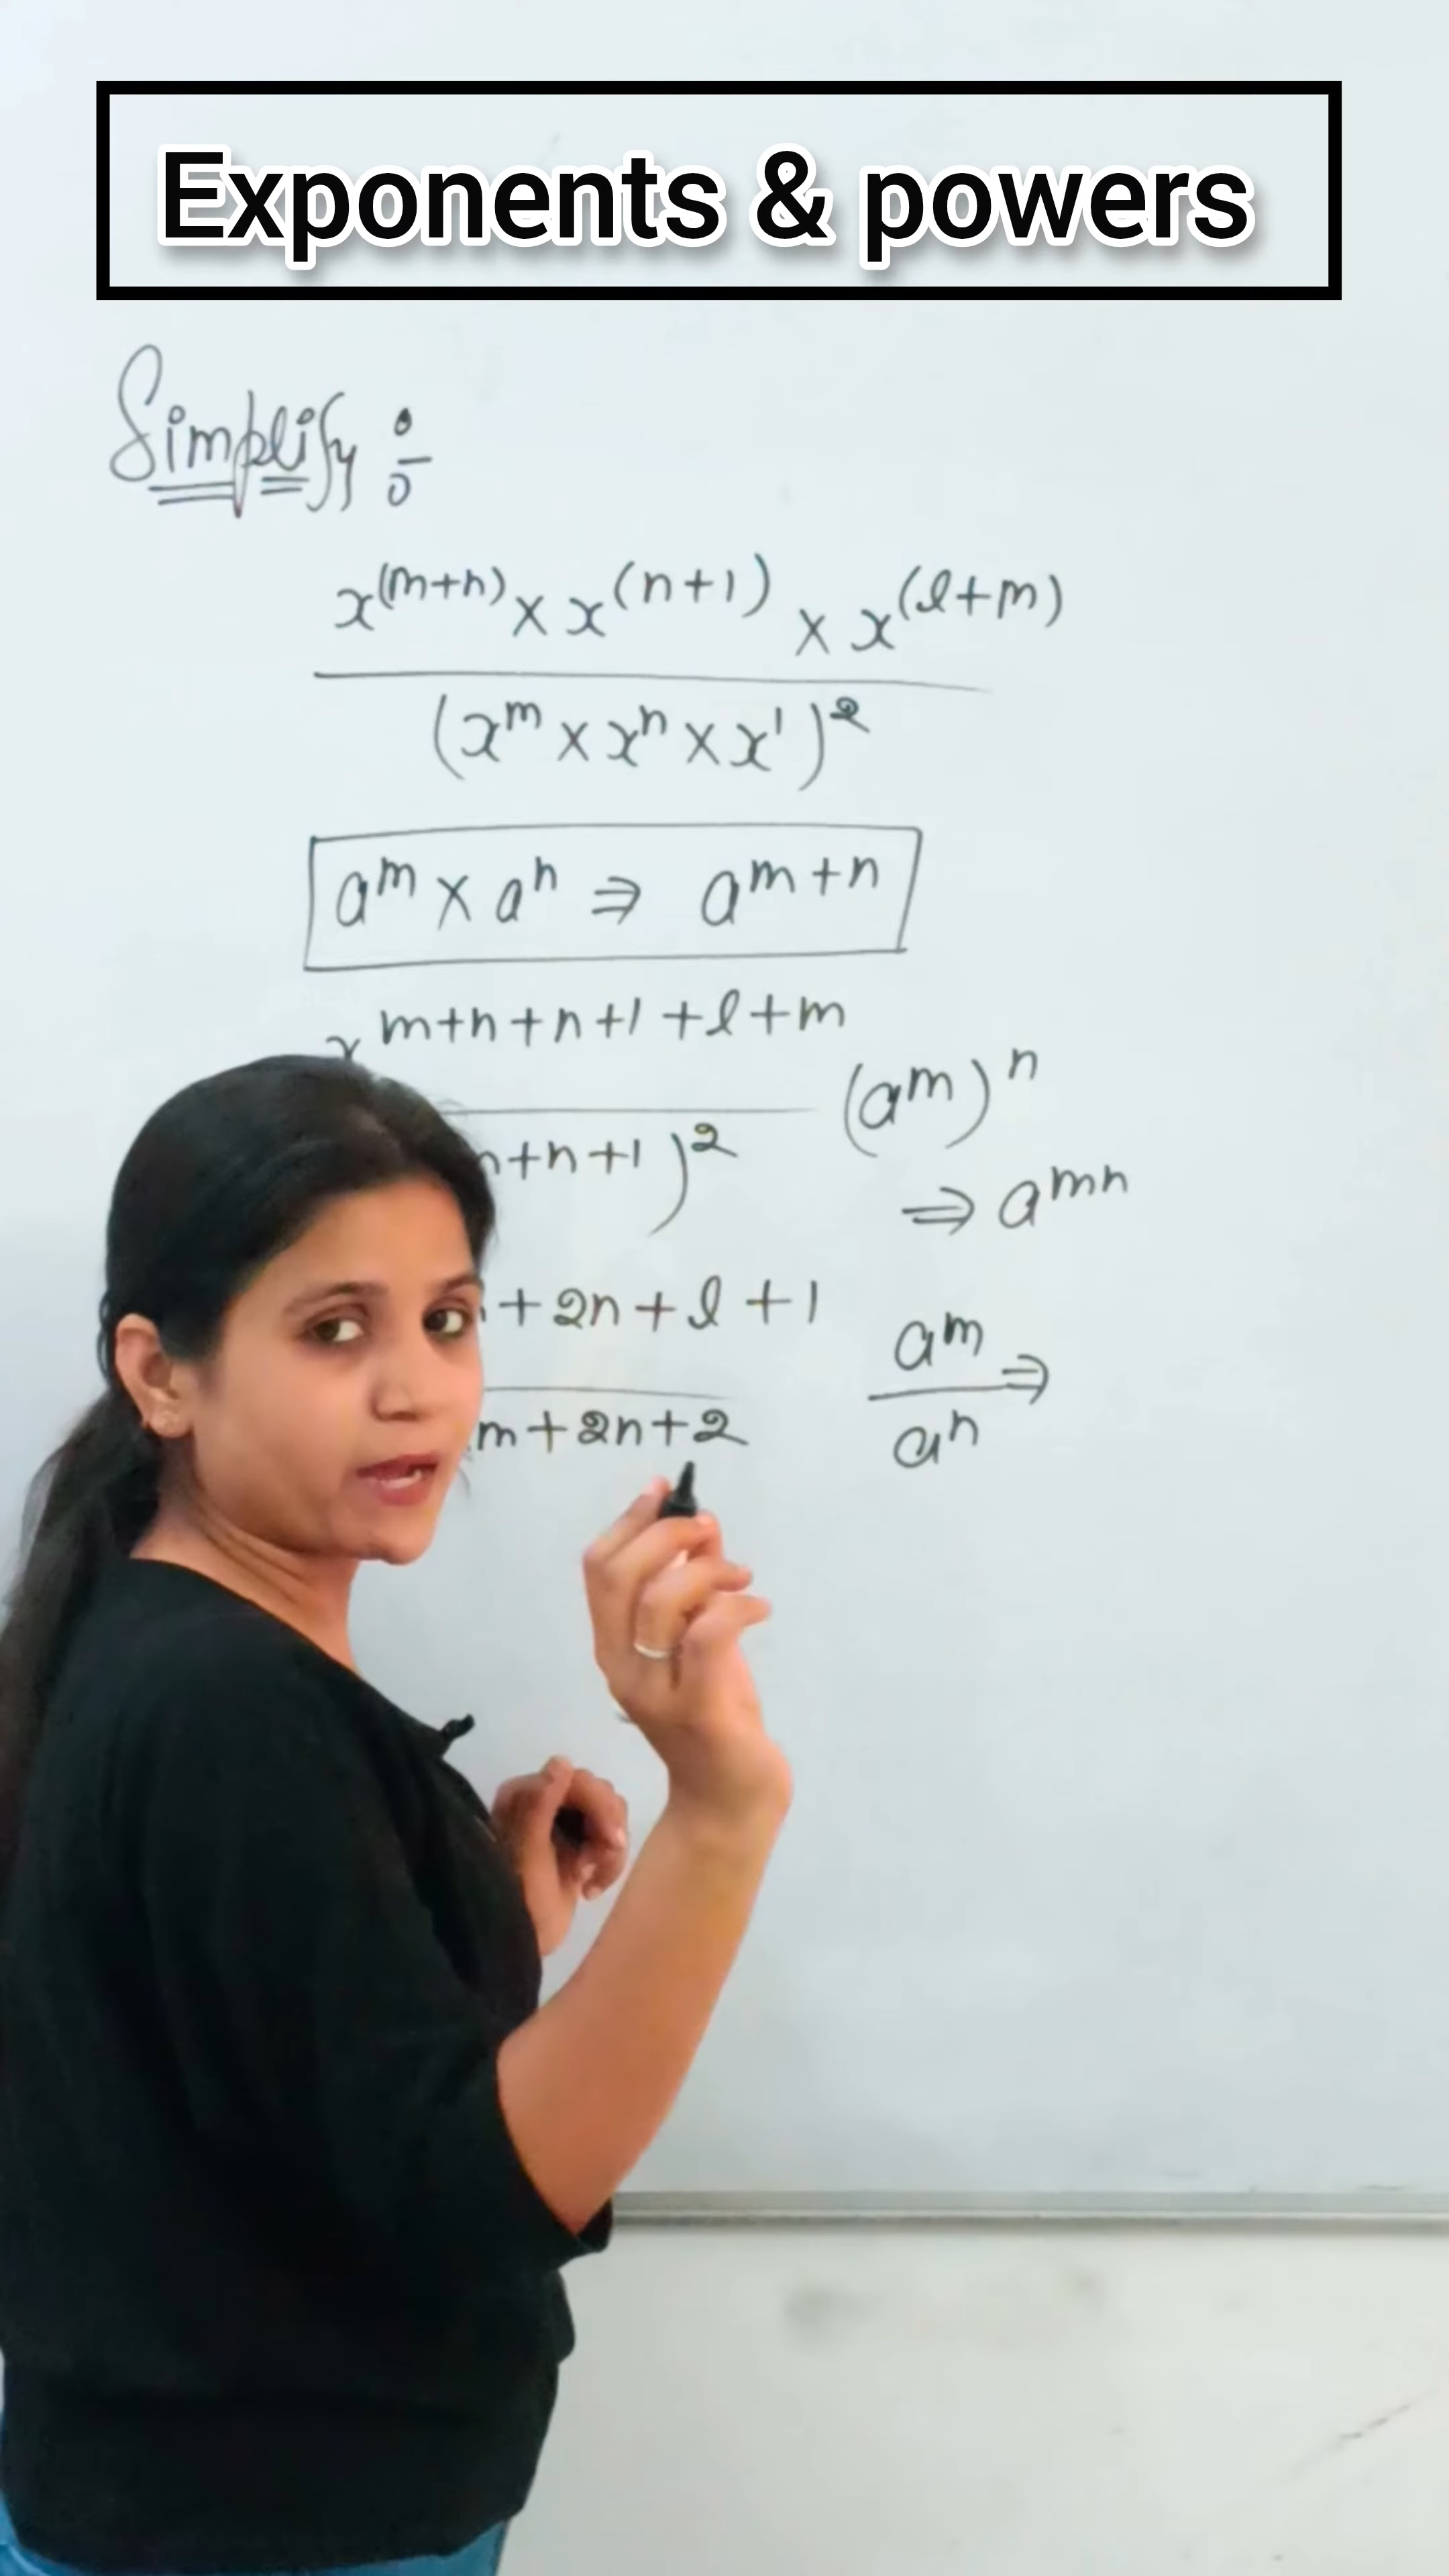 Exponents & powers
Simplify :-
x^(m+n) × x^(n+1) × x^(l+m)
(x^m × x^n × x^1)^2
a^m × a^n ⇒ a^m+n
x^m+n+n+1+l+m
+n+1)^2
(a^m)^n
⇒ a^mn
+2n+l+1
m+2n+2
a^m ⇒
a^n